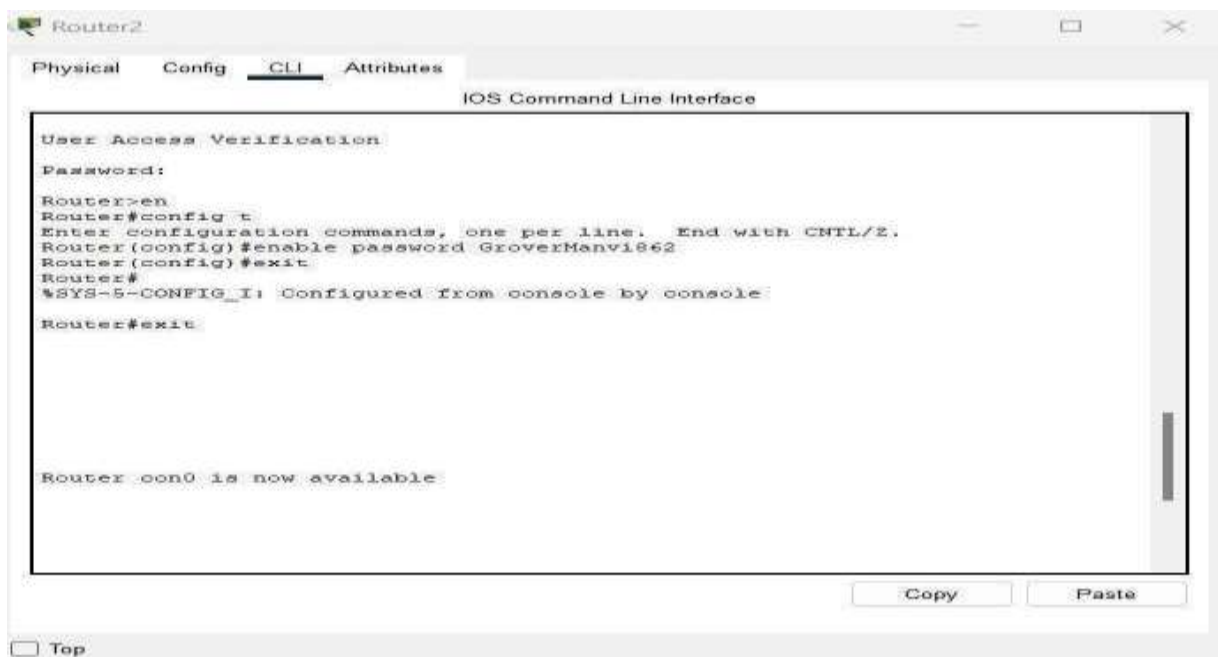 Router2
Physical Config CLI Attributes
IOS Command Line Interface
User Access Verification
Password:
Router>en
Router#config t
Enter configuration commands, one per line. End with CNTL/Z.
Router(config)#enable password GroverManvi862
Router(config)#exit
Router#
%SYS-5-CONFIG_I: Configured from console by console
Router#exit
Router con0 is now available
Copy Paste
Top